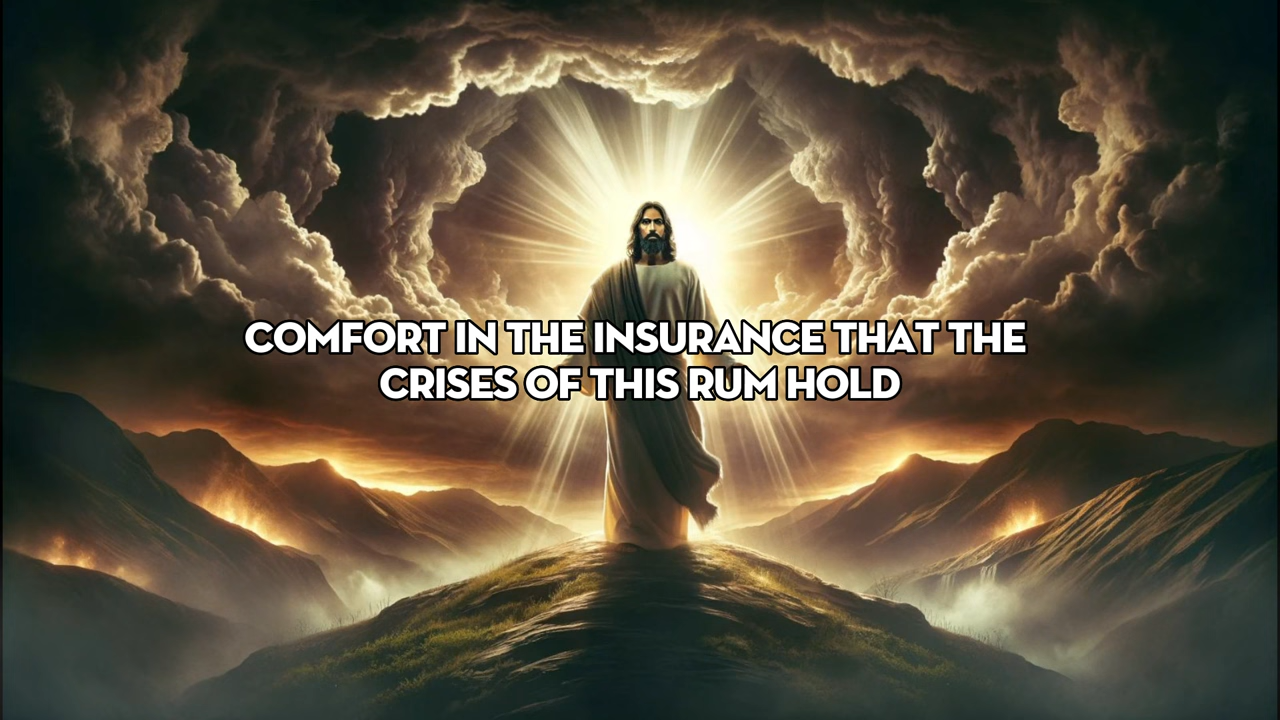 COMFORT IN THE INSURANCE THAT THE
CRISES OF THIS RUM HOLD